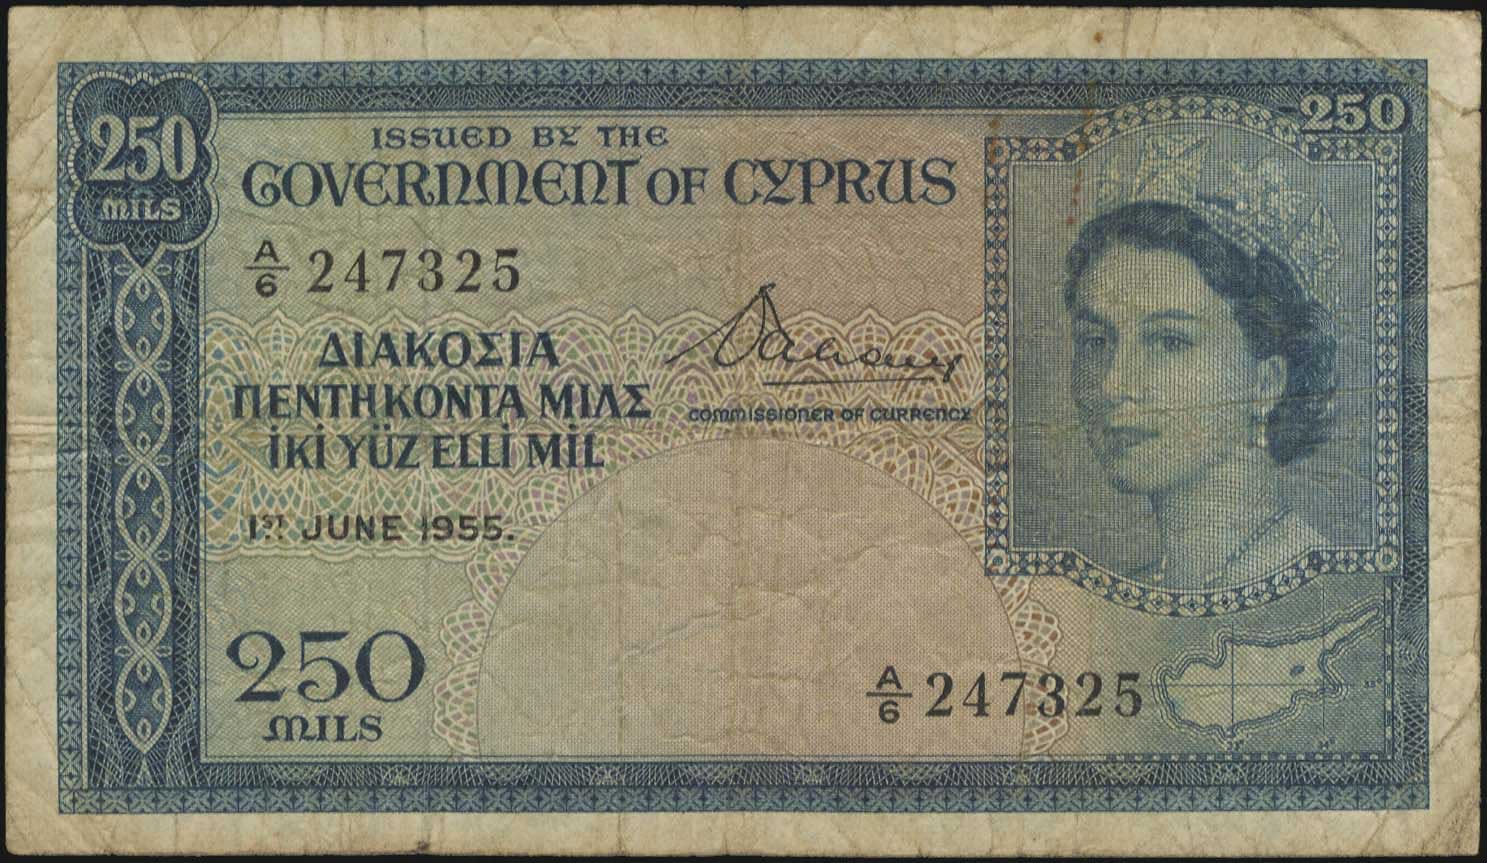 250
MILS
ISSUED BY THE
GOVERNMENT OF CYPRUS
250
A/6 247325
ΔΙΑΚΟΣΙΑ
ΠΕΝΤΗΚΟΝΤΑ ΜΙΛΣ
İKİ YÜZ ELLİ MİL
COMMISSIONER OF CURRENCY
1ST JUNE 1955.
250
MILS
A/6 247325